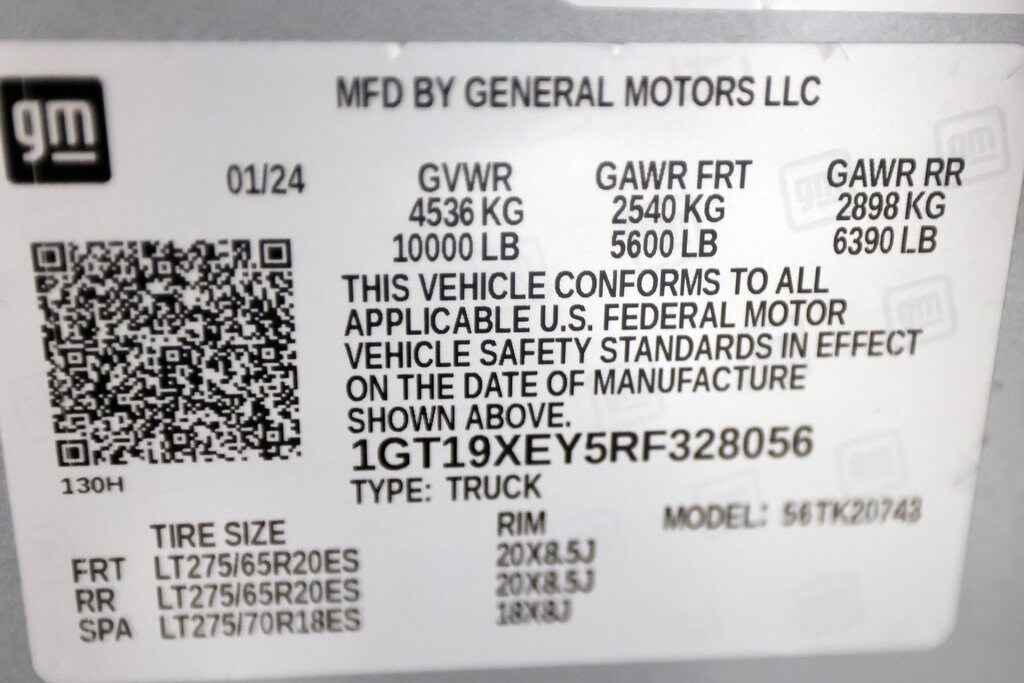 gm
MFD BY GENERAL MOTORS LLC
01/24
GVWR GAWR FRT GAWR RR
4536 KG 2540 KG 2898 KG
10000 LB 5600 LB 6390 LB
THIS VEHICLE CONFORMS TO ALL
APPLICABLE U.S. FEDERAL MOTOR
VEHICLE SAFETY STANDARDS IN EFFECT
ON THE DATE OF MANUFACTURE
SHOWN ABOVE.
1GT19XEY5RF328056
130H
TYPE: TRUCK
MODEL: 56TK20743
TIRE SIZE RIM
FRT LT275/65R20ES 20X8.5J
RR LT275/65R20ES 20X8.5J
SPA LT275/70R18ES 18X8J